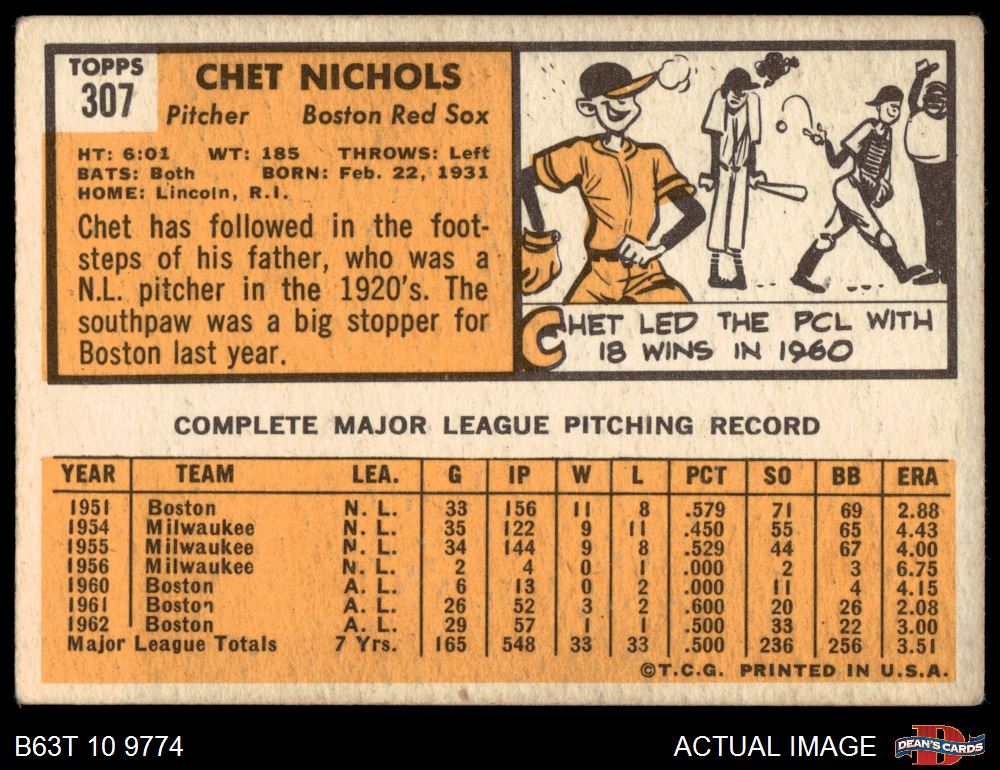 TOPPS
307
CHET NICHOLS
Pitcher Boston Red Sox
HT: 6:01 WT: 185 THROWS: Left
BATS: Both BORN: Feb. 22, 1931
HOME: Lincoln, R.I.
Chet has followed in the foot-
steps of his father, who was a
N.L. pitcher in the 1920's. The
southpaw was a big stopper for
Boston last year.
CHET LED THE PCL WITH
18 WINS IN 1960
COMPLETE MAJOR LEAGUE PITCHING RECORD
YEAR TEAM LEA. G IP W L PCT SO BB ERA
1951 Boston N. L. 33 156 11 8 .579 71 69 2.88
1954 Milwaukee N. L. 35 122 9 11 .450 55 65 4.43
1955 Milwaukee N. L. 34 144 9 8 .529 44 67 4.00
1956 Milwaukee N. L. 2 4 0 1 .000 2 3 6.75
1960 Boston A. L. 6 13 0 2 .000 11 4 4.15
1961 Boston A. L. 26 52 3 2 .600 20 26 2.08
1962 Boston A. L. 29 57 1 1 .500 33 22 3.00
Major League Totals 7 Yrs. 165 548 33 33 .500 236 256 3.51
©T.C.G. PRINTED IN U.S.A.
B63T 10 9774 ACTUAL IMAGE DEAN'S CARDS